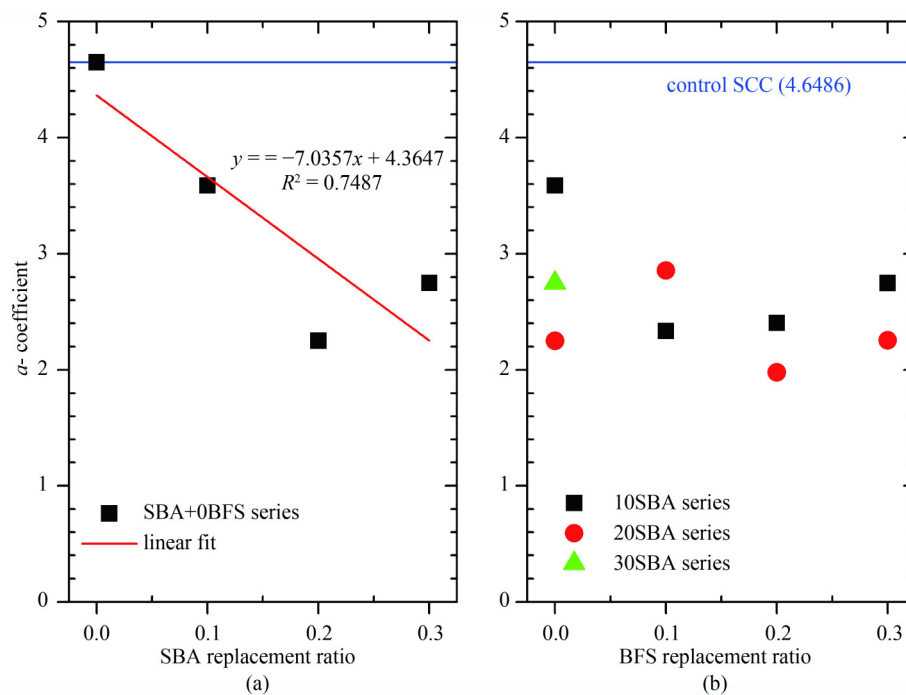 5
4
3
2
1
0
a- coefficient
y = = −7.0357x + 4.3647
R² = 0.7487
SBA+0BFS series
linear fit
0.0 0.1 0.2 0.3
SBA replacement ratio
(a)
5
4
3
2
1
0
control SCC (4.6486)
10SBA series
20SBA series
30SBA series
0.0 0.1 0.2 0.3
BFS replacement ratio
(b)